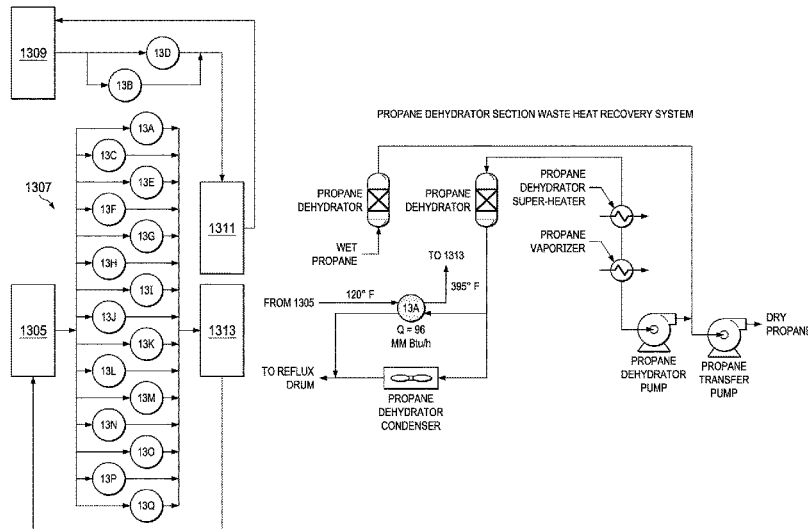 1309
13D
13B
13A
13C
13E
1307
13F
13G
1311
13H
13I
1305
13J
1313
13K
13L
13M
13N
13O
13P
13Q
PROPANE DEHYDRATOR SECTION WASTE HEAT RECOVERY SYSTEM
PROPANE
DEHYDRATOR
PROPANE
DEHYDRATOR
PROPANE
DEHYDRATOR
SUPER-HEATER
WET
PROPANE
TO 1313
PROPANE
VAPORIZER
FROM 1305
120° F
395° F
13A
Q = 96
MM Btu/h
TO REFLUX
DRUM
PROPANE
DEHYDRATOR
CONDENSER
PROPANE
DEHYDRATOR
PUMP
PROPANE
TRANSFER
PUMP
DRY
PROPANE